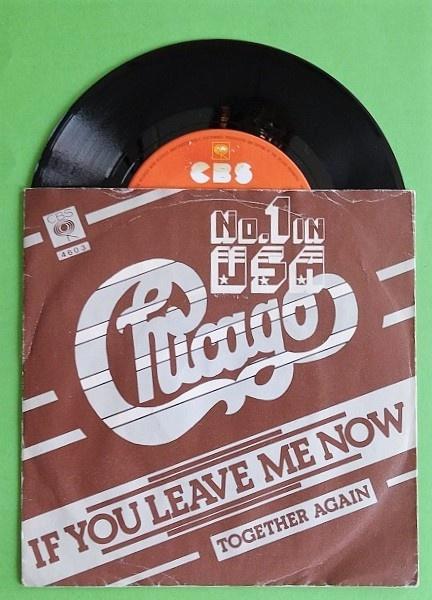 CBS
CBS
4603
No. 1 IN
USA
Chicago
IF YOU LEAVE ME NOW
TOGETHER AGAIN